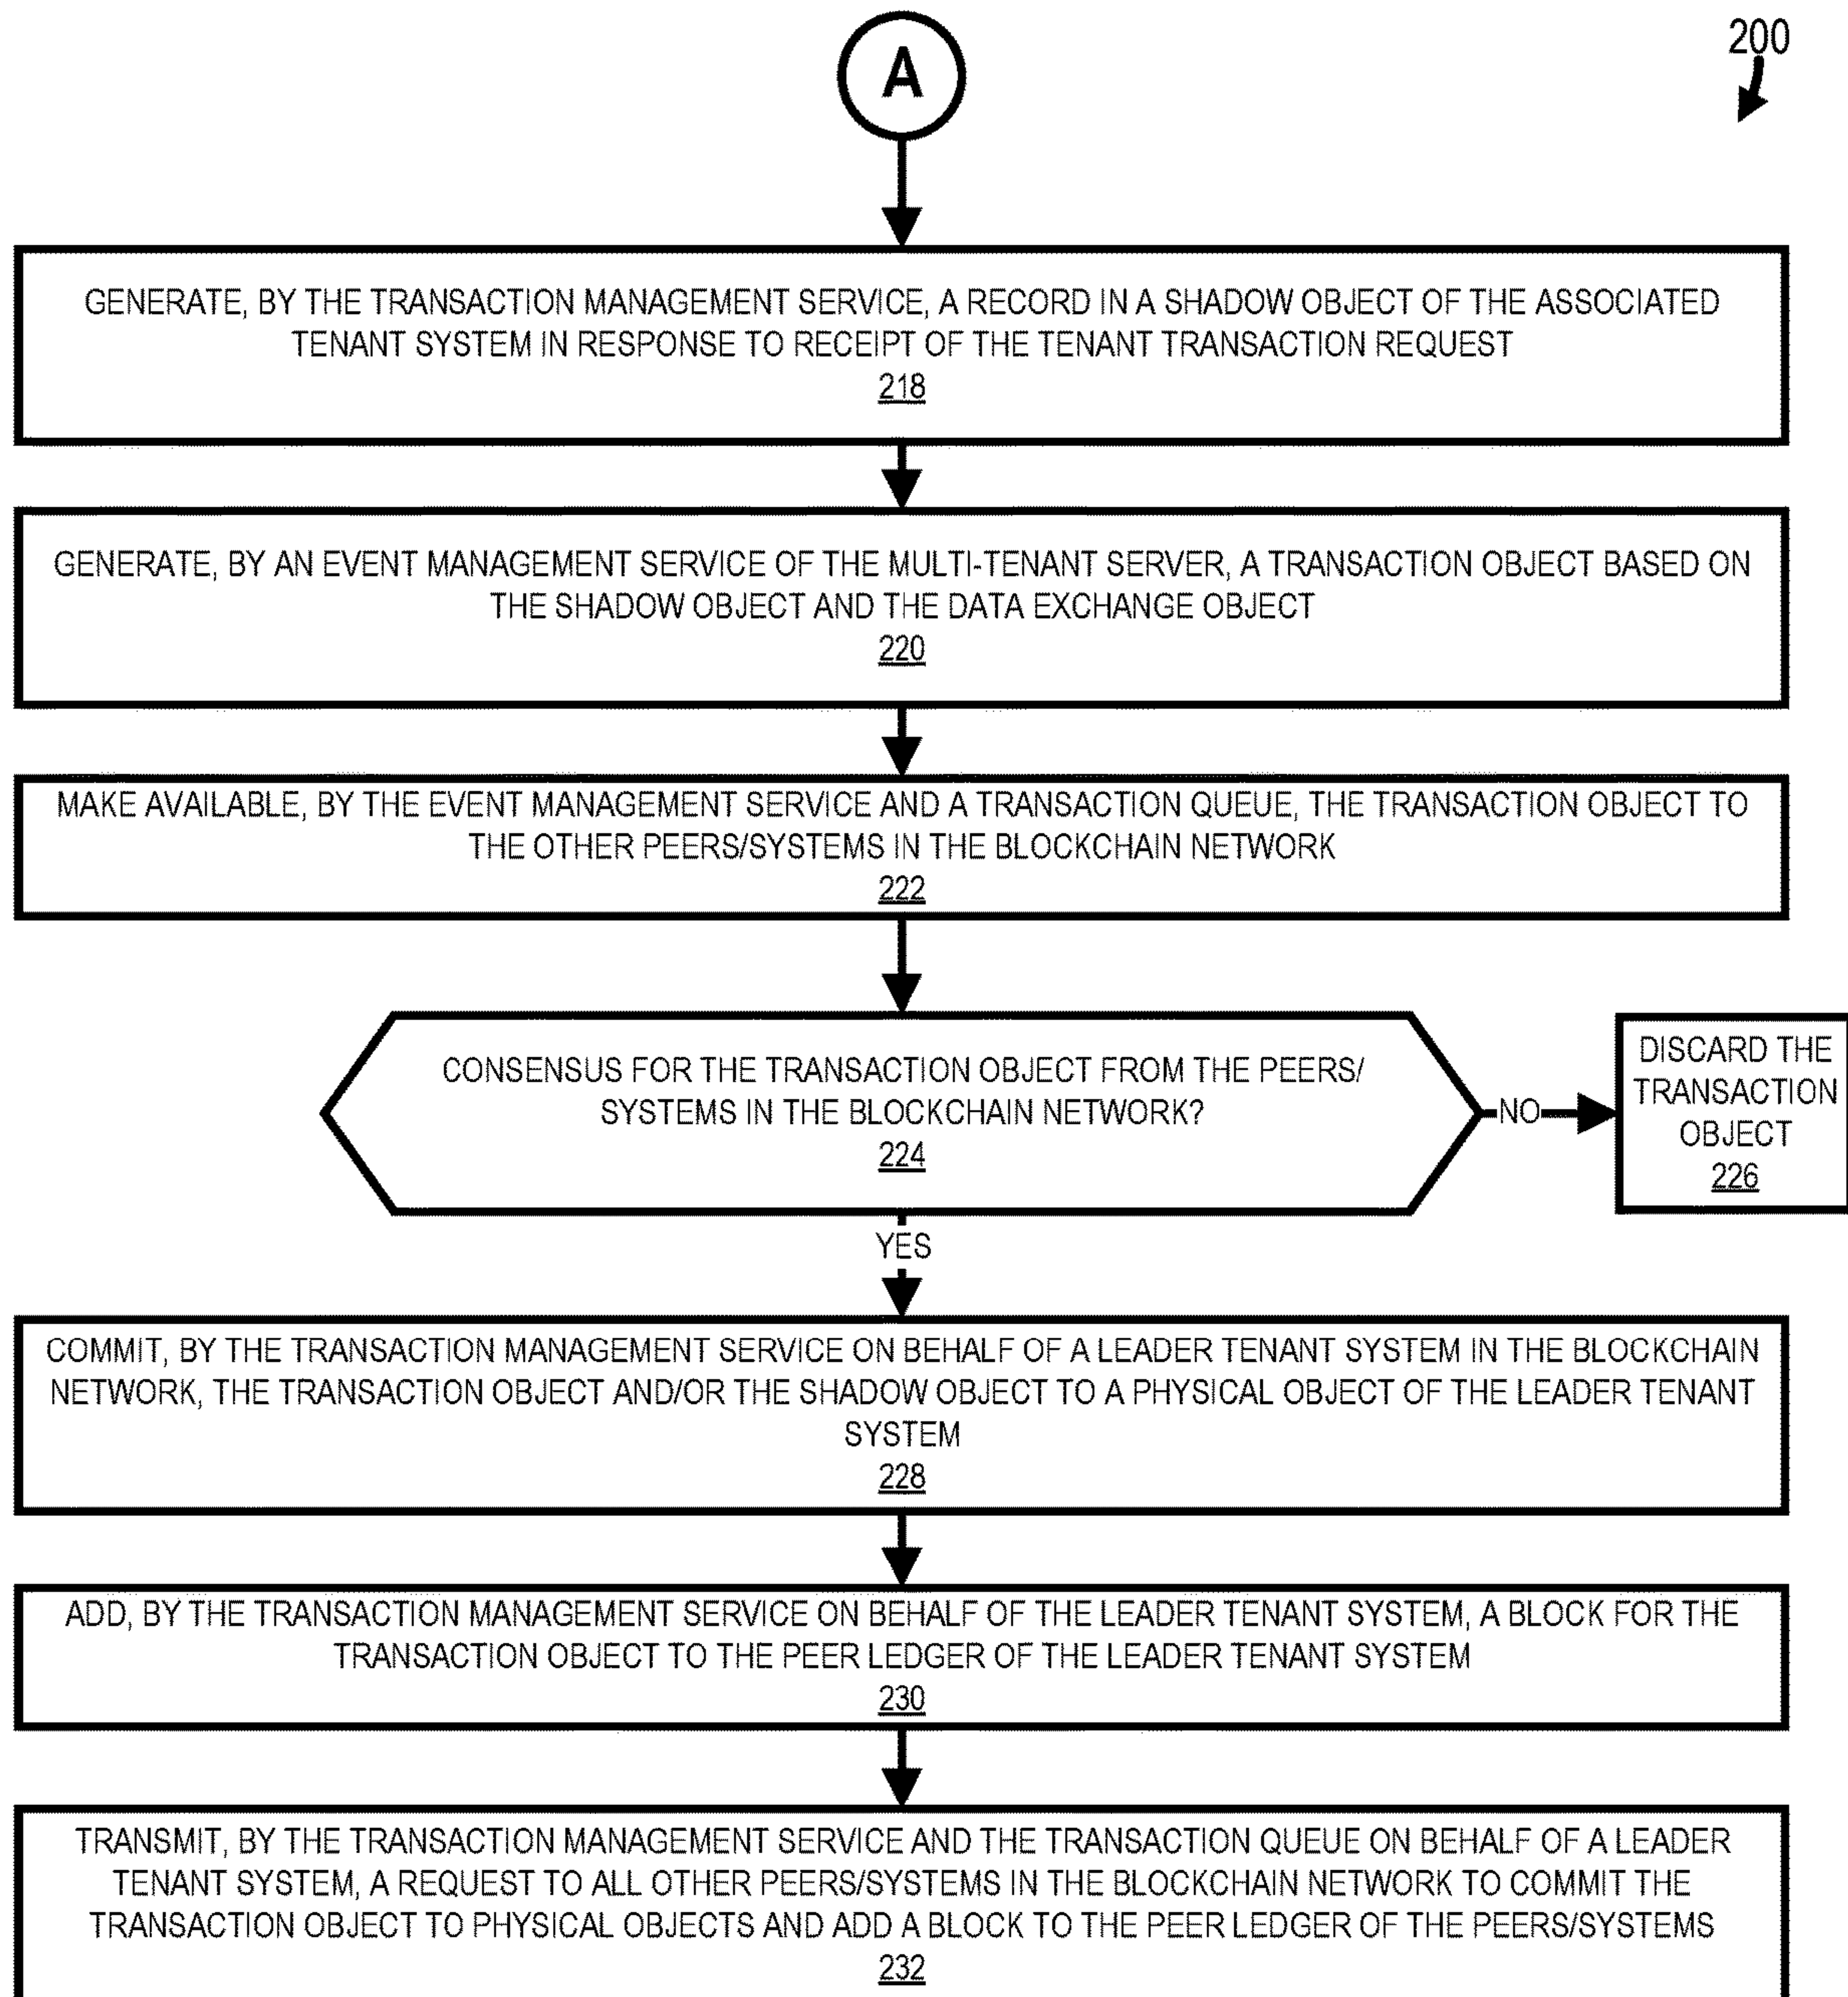 A
200
GENERATE, BY THE TRANSACTION MANAGEMENT SERVICE, A RECORD IN A SHADOW OBJECT OF THE ASSOCIATED
TENANT SYSTEM IN RESPONSE TO RECEIPT OF THE TENANT TRANSACTION REQUEST
218
GENERATE, BY AN EVENT MANAGEMENT SERVICE OF THE MULTI-TENANT SERVER, A TRANSACTION OBJECT BASED ON
THE SHADOW OBJECT AND THE DATA EXCHANGE OBJECT
220
MAKE AVAILABLE, BY THE EVENT MANAGEMENT SERVICE AND A TRANSACTION QUEUE, THE TRANSACTION OBJECT TO
THE OTHER PEERS/SYSTEMS IN THE BLOCKCHAIN NETWORK
222
CONSENSUS FOR THE TRANSACTION OBJECT FROM THE PEERS/
SYSTEMS IN THE BLOCKCHAIN NETWORK?
224
NO
DISCARD THE
TRANSACTION
OBJECT
226
YES
COMMIT, BY THE TRANSACTION MANAGEMENT SERVICE ON BEHALF OF A LEADER TENANT SYSTEM IN THE BLOCKCHAIN
NETWORK, THE TRANSACTION OBJECT AND/OR THE SHADOW OBJECT TO A PHYSICAL OBJECT OF THE LEADER TENANT
SYSTEM
228
ADD, BY THE TRANSACTION MANAGEMENT SERVICE ON BEHALF OF THE LEADER TENANT SYSTEM, A BLOCK FOR THE
TRANSACTION OBJECT TO THE PEER LEDGER OF THE LEADER TENANT SYSTEM
230
TRANSMIT, BY THE TRANSACTION MANAGEMENT SERVICE AND THE TRANSACTION QUEUE ON BEHALF OF A LEADER
TENANT SYSTEM, A REQUEST TO ALL OTHER PEERS/SYSTEMS IN THE BLOCKCHAIN NETWORK TO COMMIT THE
TRANSACTION OBJECT TO PHYSICAL OBJECTS AND ADD A BLOCK TO THE PEER LEDGER OF THE PEERS/SYSTEMS
232